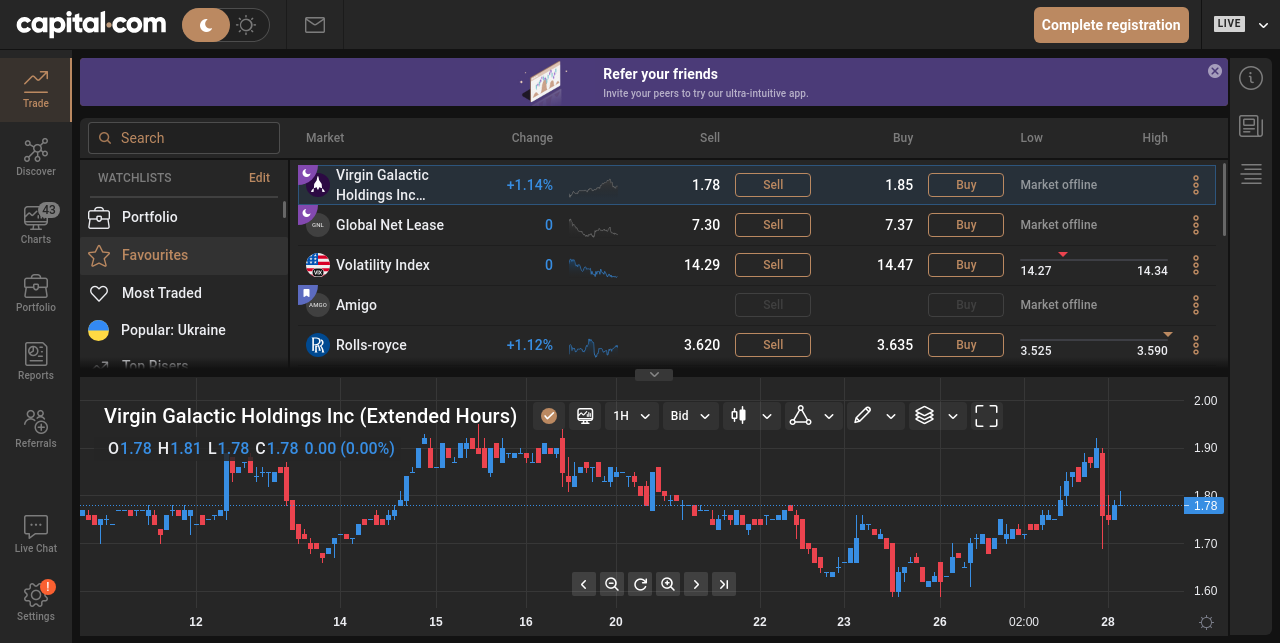 capital.com
Complete registration
LIVE
Trade
Discover
43
Charts
Portfolio
Reports
Referrals
Live Chat
!
Settings
Refer your friends
Invite your peers to try our ultra-intuitive app.
Search
WATCHLISTS Edit
Portfolio
Favourites
Most Traded
Popular: Ukraine
Top Risers
Market Change Sell Buy Low High
Virgin Galactic
Holdings Inc... +1.14% 1.78 Sell 1.85 Buy Market offline
GNL Global Net Lease 0 7.30 Sell 7.37 Buy Market offline
VIX Volatility Index 0 14.29 Sell 14.47 Buy 14.27 14.34
AMGO Amigo Sell Buy Market offline
Rolls-royce +1.12% 3.620 Sell 3.635 Buy 3.525 3.590
Virgin Galactic Holdings Inc (Extended Hours) 1H Bid
O1.78 H1.81 L1.78 C1.78 0.00 (0.00%)
2.00
1.90
1.80
1.78
1.70
1.60
12 14 15 16 20 22 23 26 02:00 28